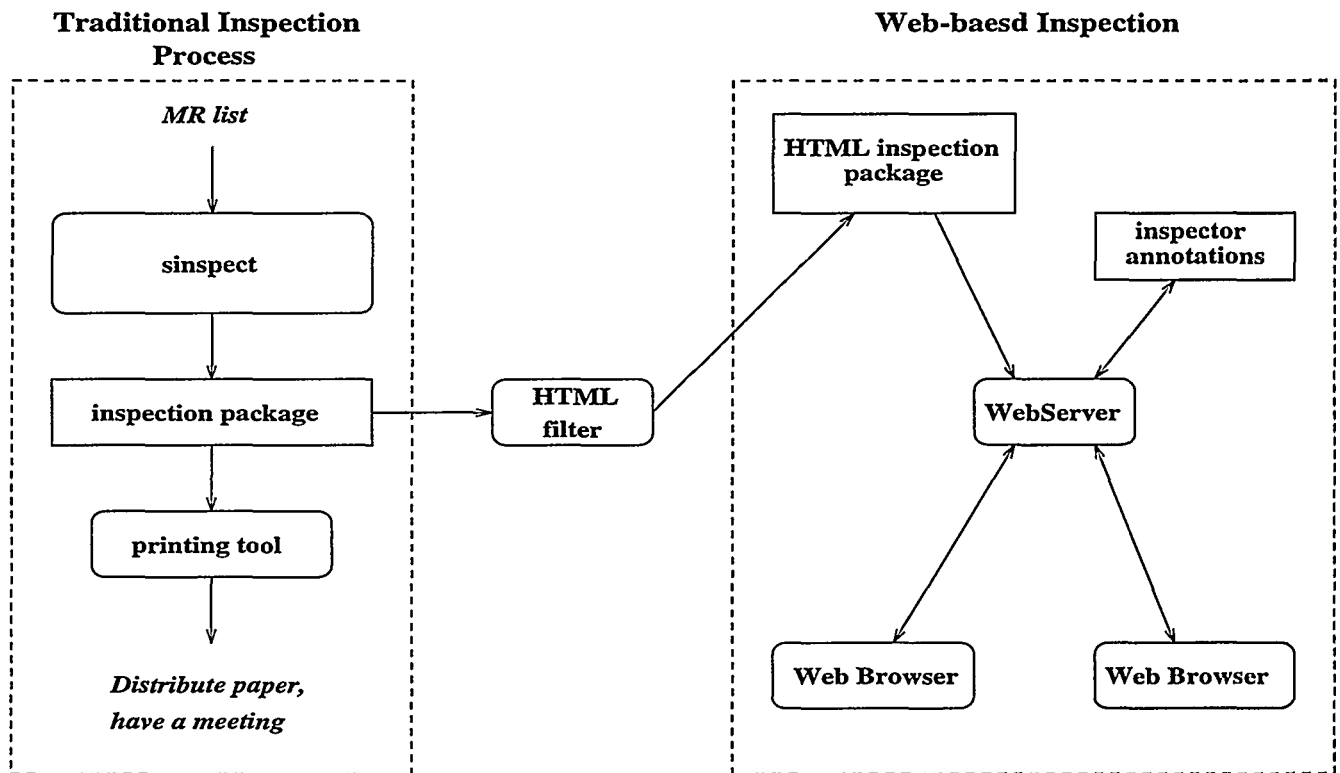 Traditional Inspection
Process
MR list
sinspect
inspection package
printing tool
Distribute paper,
have a meeting
HTML
filter
Web-baesd Inspection
HTML inspection
package
inspector
annotations
WebServer
Web Browser
Web Browser